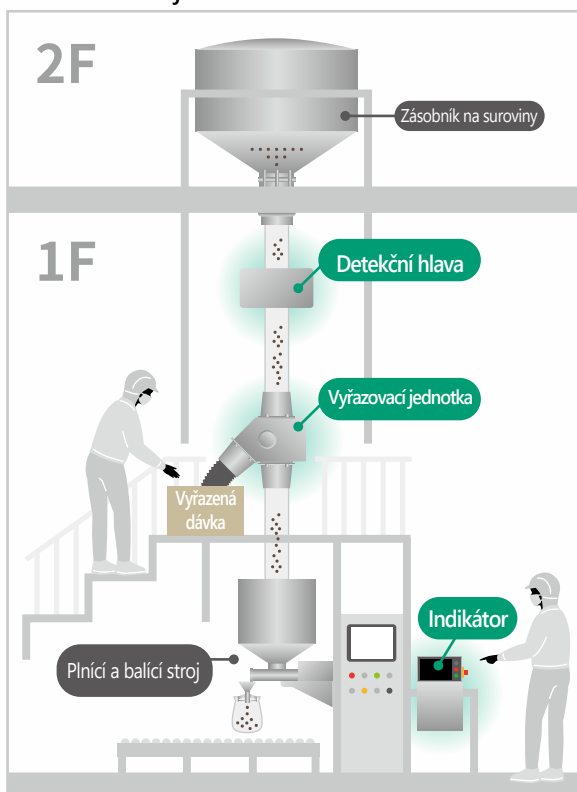 2F
Zásobník na suroviny
1F
Detekční hlava
Vyřazovací jednotka
Vyřazená
dávka
Indikátor
Plnící a balící stroj